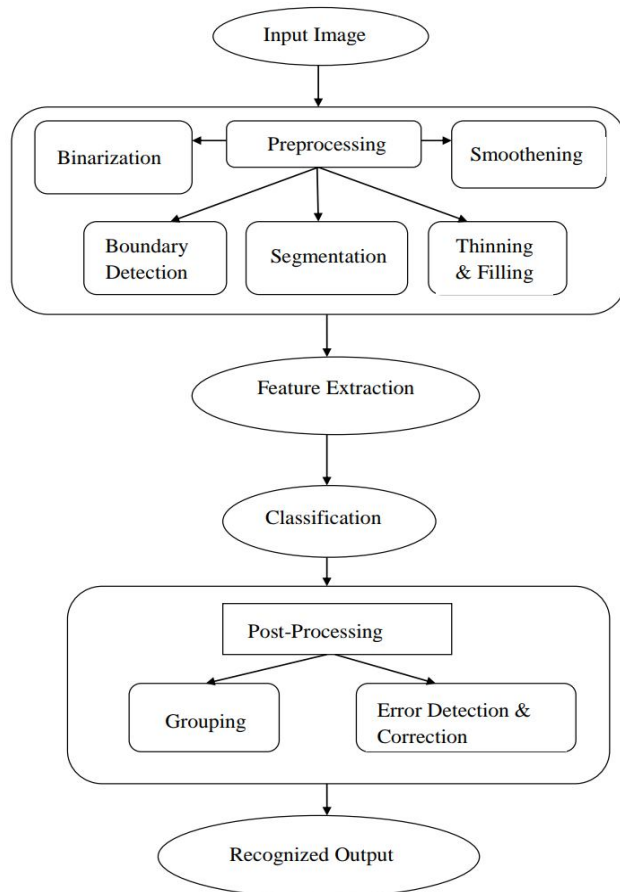 Input Image
Binarization
Preprocessing
Smoothening
Boundary
Detection
Segmentation
Thinning
& Filling
Feature Extraction
Classification
Post-Processing
Grouping
Error Detection &
Correction
Recognized Output